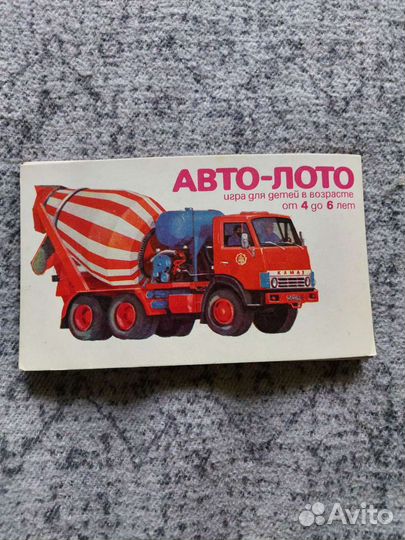 АВТО-ЛОТО
игра для детей в возрасте
от 4 до 6 лет
КАМАЗ
Avito